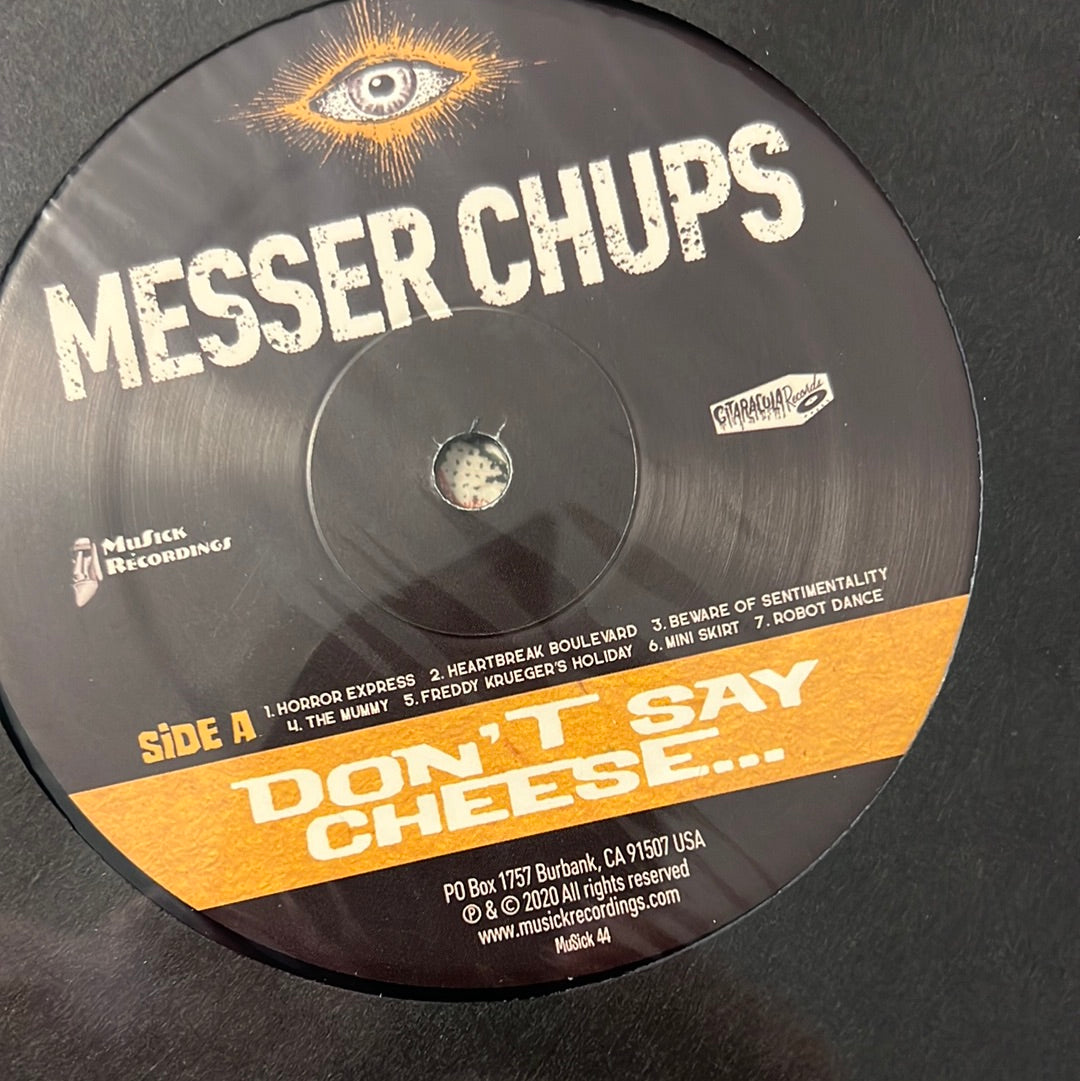 MESSER CHUPS
GITARACULA Records
MuSick
Recordings
SiDE A
1. HORROR EXPRESS 2. HEARTBREAK BOULEVARD 3. BEWARE OF SENTIMENTALITY
4. THE MUMMY 5. FREDDY KRUEGER'S HOLIDAY 6. MINI SKIRT 7. ROBOT DANCE
DON'T SAY
CHEESE...
PO Box 1757 Burbank, CA 91507 USA
℗ & © 2020 All rights reserved
www.musickrecordings.com
MuSick 44